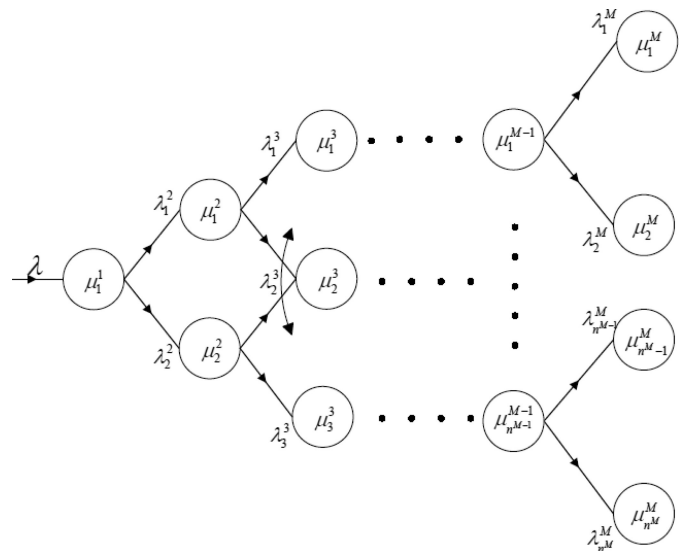 λ_1^M
μ_1^M
λ_1^3
μ_1^3
μ_1^{M-1}
λ_1^2
μ_1^2
λ_2^M
μ_2^M
λ
μ_1^1
λ_2^3
μ_2^3
λ_2^2
μ_2^2
λ_{n^M-1}^M
μ_{n^M-1}^M
λ_3^3
μ_3^3
μ_{n^{M-1}}^{M-1}
λ_{n^M}^M
μ_{n^M}^M